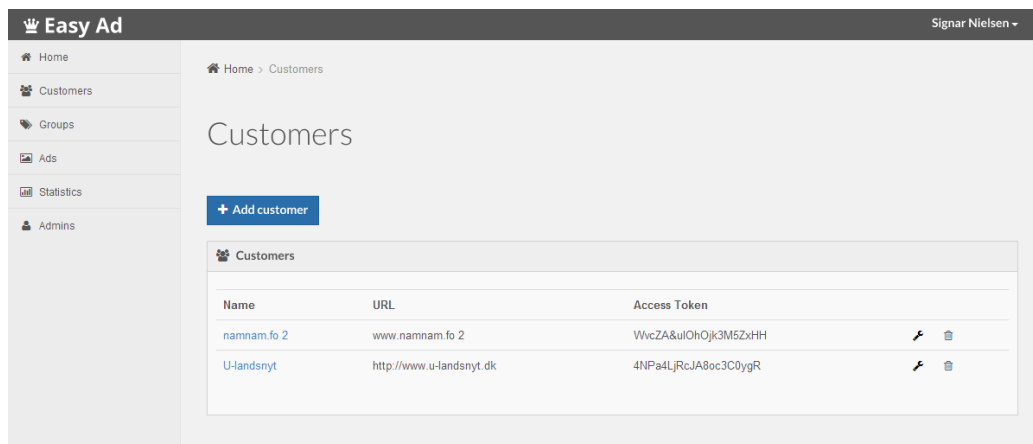 Easy Ad
Signar Nielsen
Home
Customers
Groups
Ads
Statistics
Admins
Home > Customers
Customers
+ Add customer
Customers
Name URL Access Token
namnam.fo 2 www.namnam.fo 2 WvcZA&ulOhOjk3M5ZxHH
U-landsnyt http://www.u-landsnyt.dk 4NPa4LjRcJA8oc3C0ygR